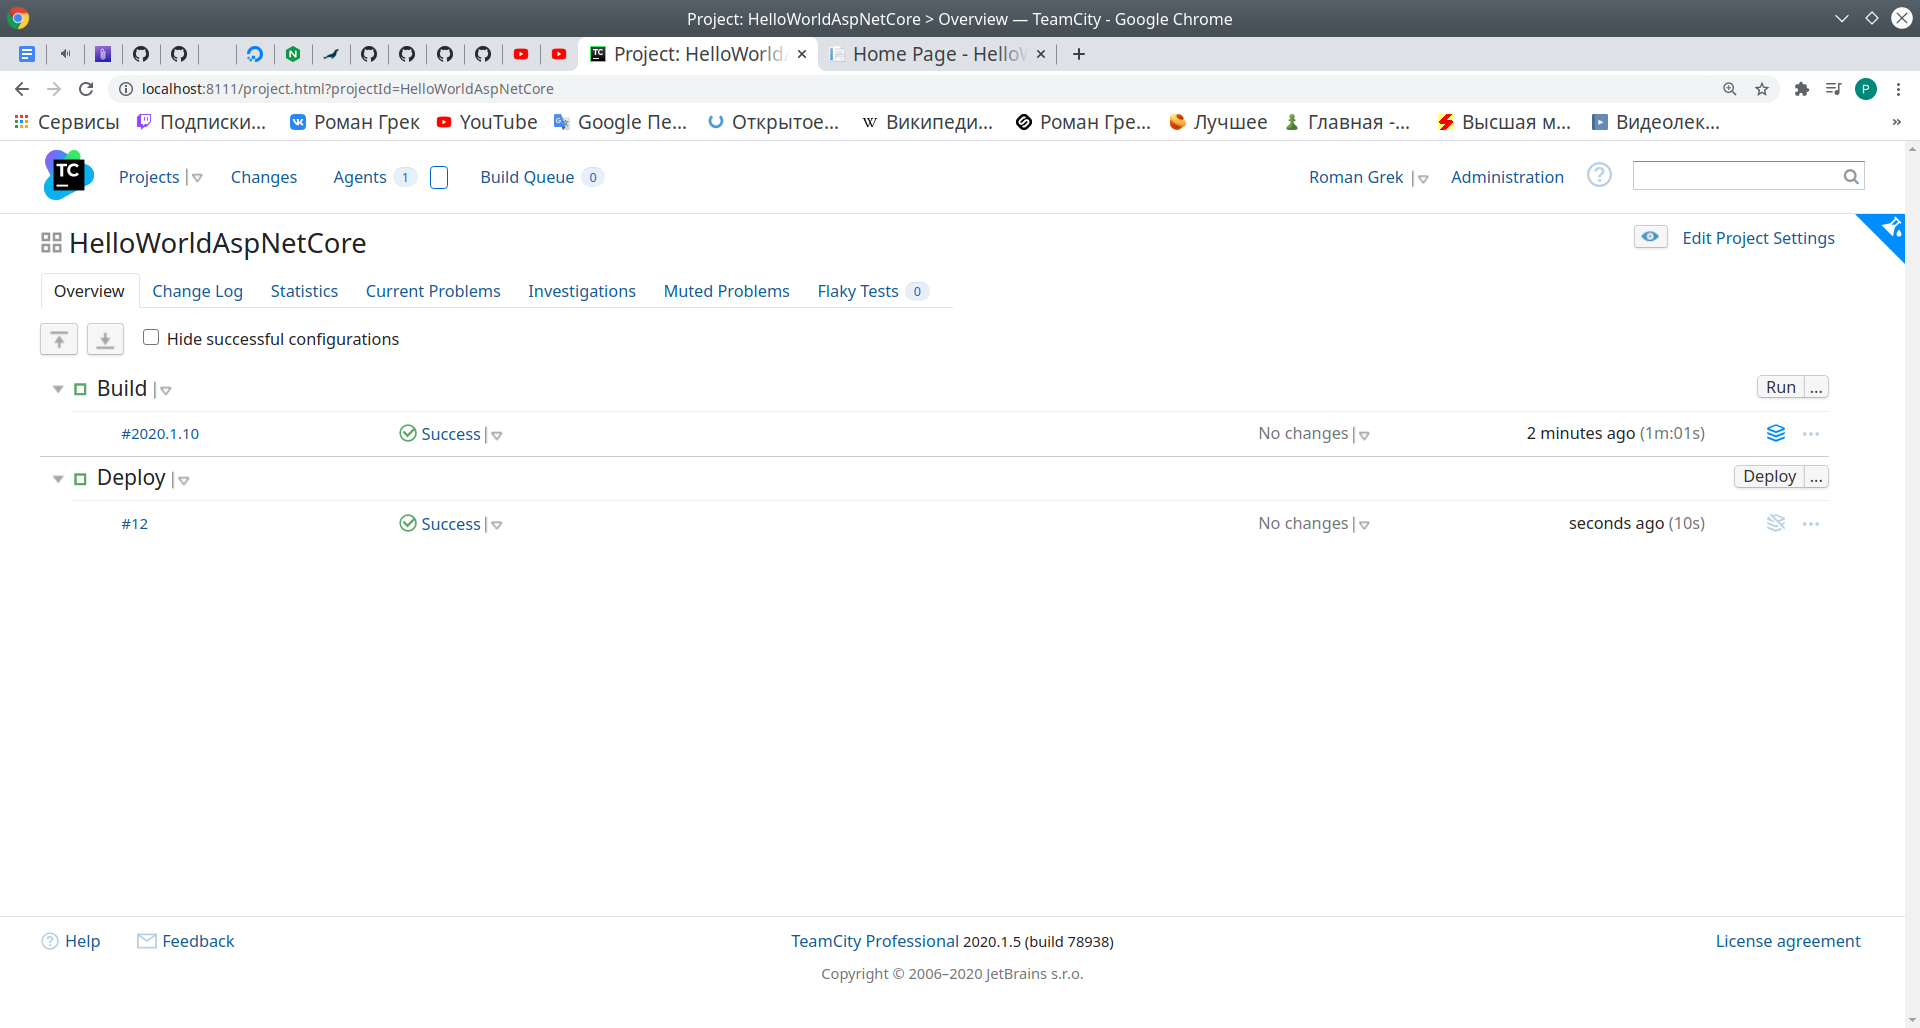 Project: HelloWorldAspNetCore > Overview — TeamCity - Google Chrome
Project: HelloWorld
Home Page - Hello
localhost:8111/project.html?projectId=HelloWorldAspNetCore
P
Сервисы Подписки... Роман Грек YouTube Google Пе... Открытое... Википеди... Роман Гре... Лучшее Главная -... Высшая м... Видеолек... »
TC Projects Changes Agents 1 Build Queue 0 Roman Grek Administration ?
HelloWorldAspNetCore Edit Project Settings
Overview Change Log Statistics Current Problems Investigations Muted Problems Flaky Tests 0
Hide successful configurations
Build Run ...
#2020.1.10 Success No changes 2 minutes ago (1m:01s)
Deploy Deploy ...
#12 Success No changes seconds ago (10s)
? Help Feedback TeamCity Professional 2020.1.5 (build 78938) License agreement
Copyright © 2006–2020 JetBrains s.r.o.